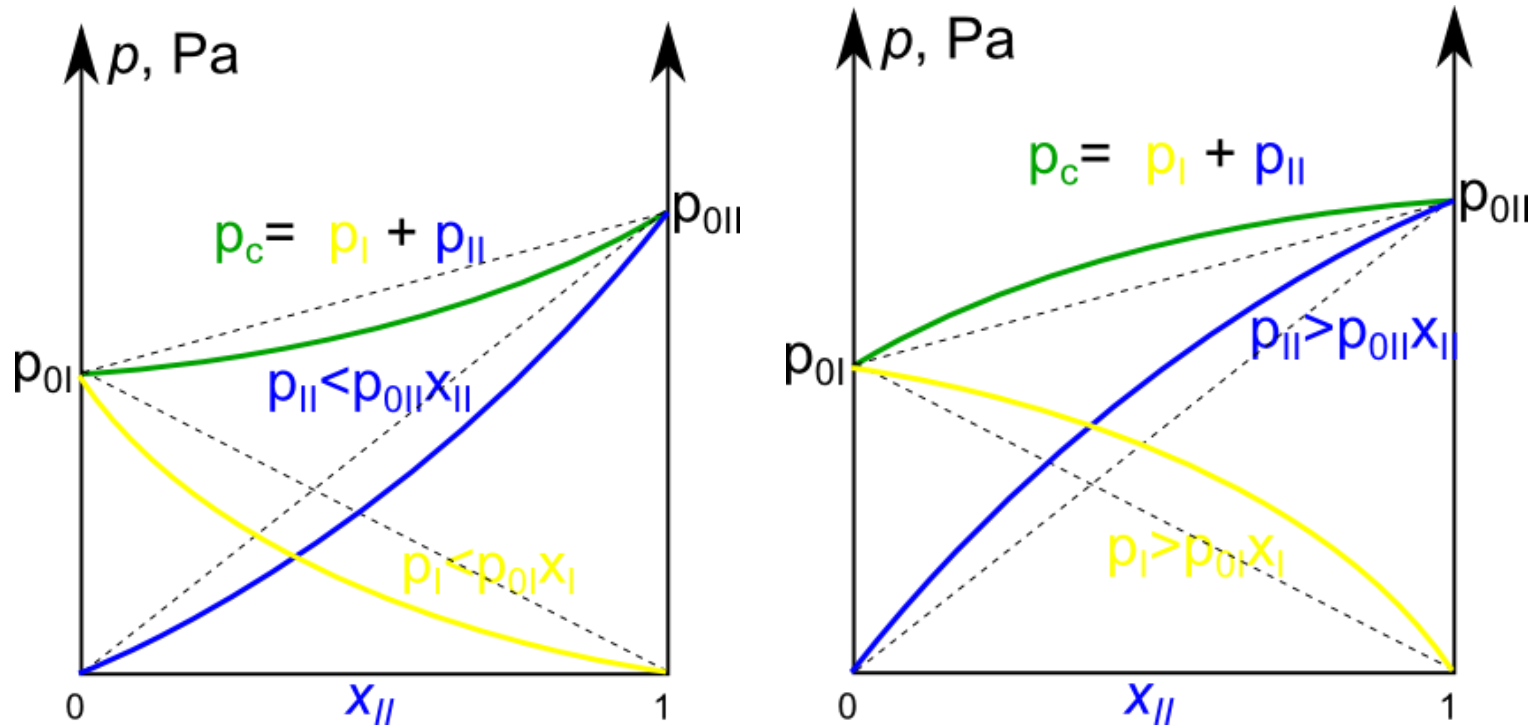 p, Pa
p0II
pc= pI + pII
p0I
pII<p0IIxII
pI<p0IxI
0
xII
1
p, Pa
pc= pI + pII
p0II
pII>p0IIxII
p0I
pI>p0IxI
0
xII
1